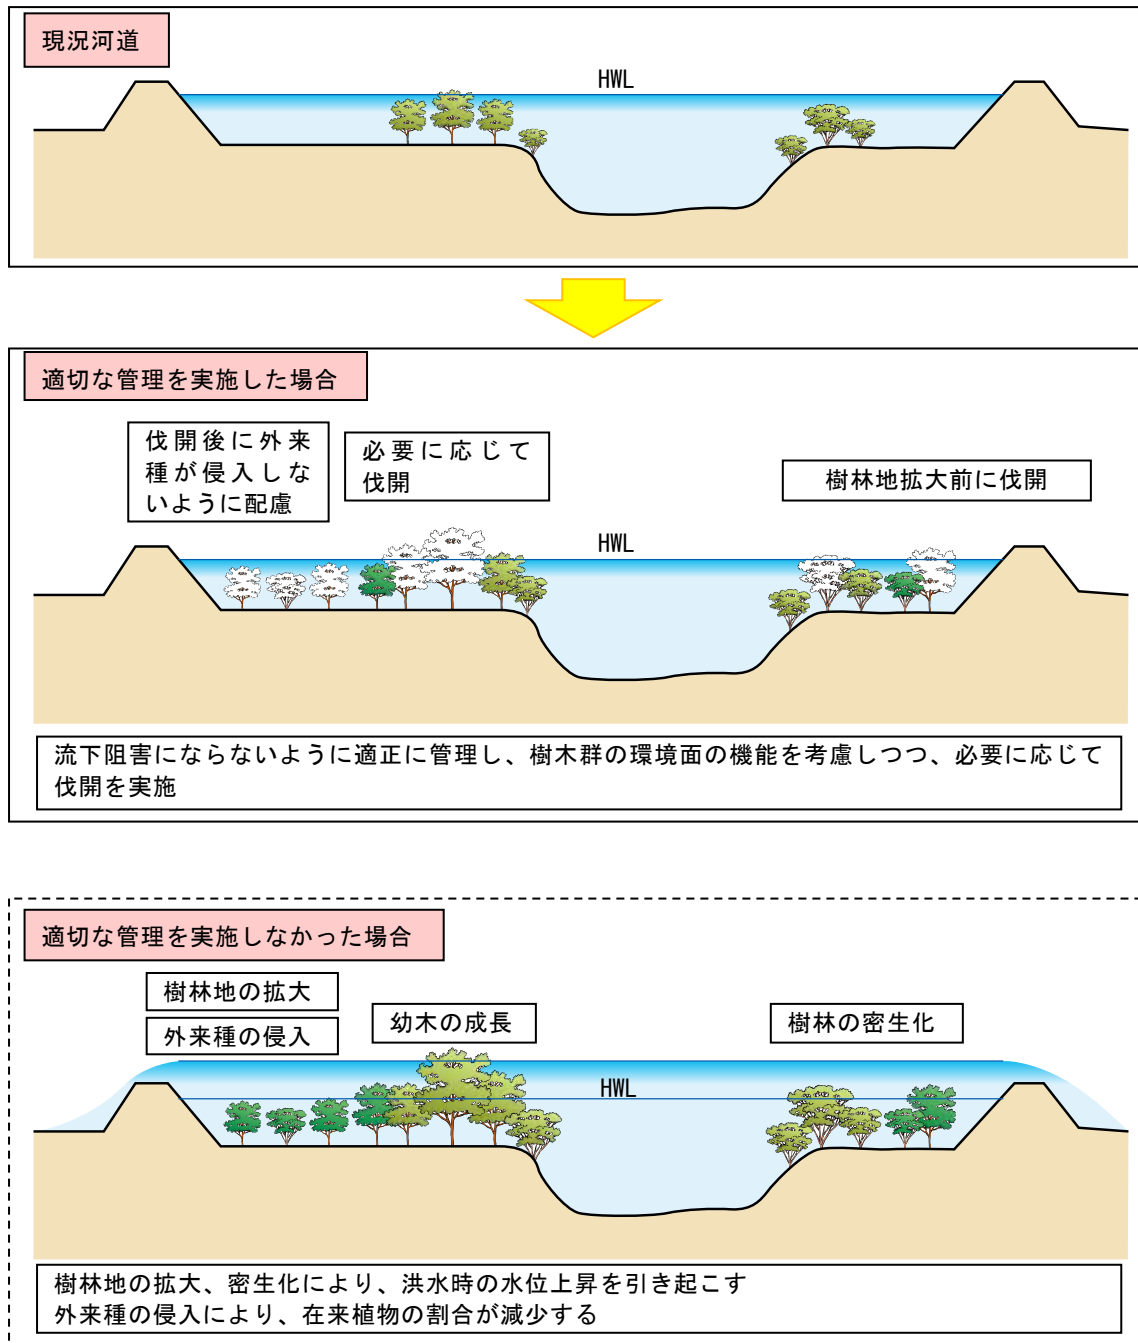 現況河道
HWL
適切な管理を実施した場合
伐開後に外来
種が侵入しな
いように配慮
必要に応じて
伐開
樹林地拡大前に伐開
HWL
流下阻害にならないように適正に管理し、樹木群の環境面の機能を考慮しつつ、必要に応じて
伐開を実施
適切な管理を実施しなかった場合
樹林地の拡大
外来種の侵入
幼木の成長
樹林の密生化
HWL
樹林地の拡大、密生化により、洪水時の水位上昇を引き起こす
外来種の侵入により、在来植物の割合が減少する